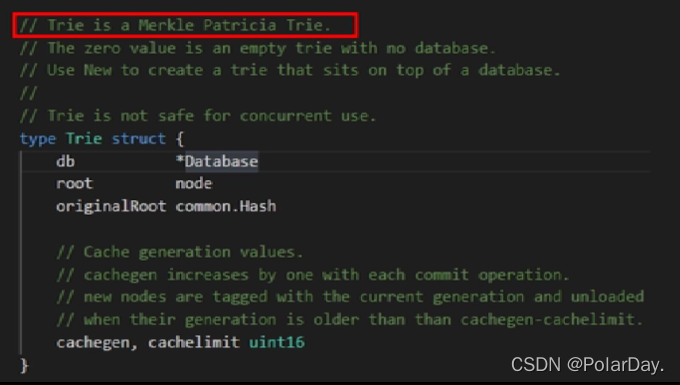 // Trie is a Merkle Patricia Trie.
// The zero value is an empty trie with no database.
// Use New to create a trie that sits on top of a database.
//
// Trie is not safe for concurrent use.
type Trie struct {
db *Database
root node
originalRoot common.Hash
// Cache generation values.
// cachegen increases by one with each commit operation.
// new nodes are tagged with the current generation and unloaded
// when their generation is older than than cachegen-cachelimit.
cachegen, cachelimit uint16
}
CSDN @PolarDay.